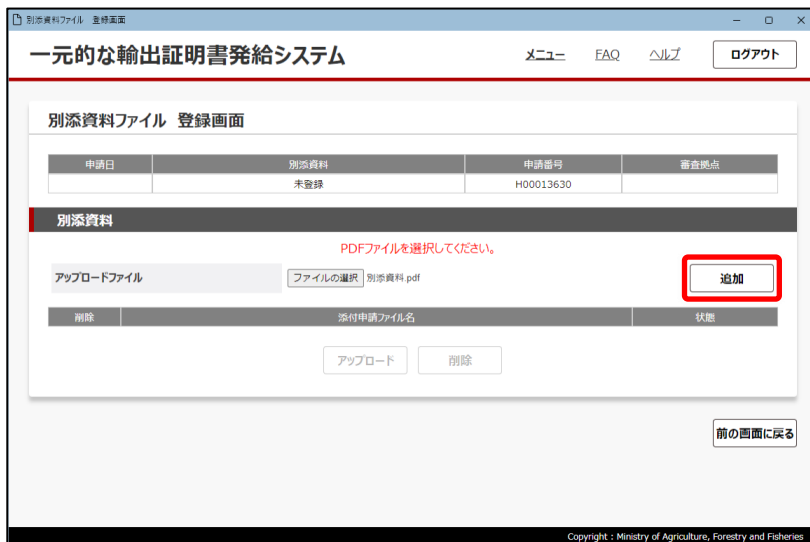 別添資料ファイル 登録画面
一元的な輸出証明書発給システム メニュー FAQ ヘルプ ログアウト
別添資料ファイル 登録画面
申請日 別添資料 申請番号 審査拠点
未登録 H00013630
別添資料
PDFファイルを選択してください。
アップロードファイル ファイルの選択 別添資料.pdf 追加
削除 添付申請ファイル名 状態
アップロード 削除
前の画面に戻る
Copyright : Ministry of Agriculture, Forestry and Fisheries